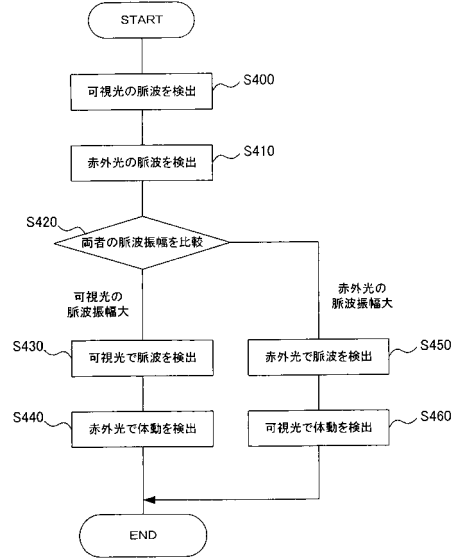 START
可視光の脈波を検出
S400
赤外光の脈波を検出
S410
S420
両者の脈波振幅を比較
可視光の
脈波振幅大
赤外光の
脈波振幅大
S430
可視光で脈波を検出
赤外光で脈波を検出
S450
S440
赤外光で体動を検出
可視光で体動を検出
S460
END